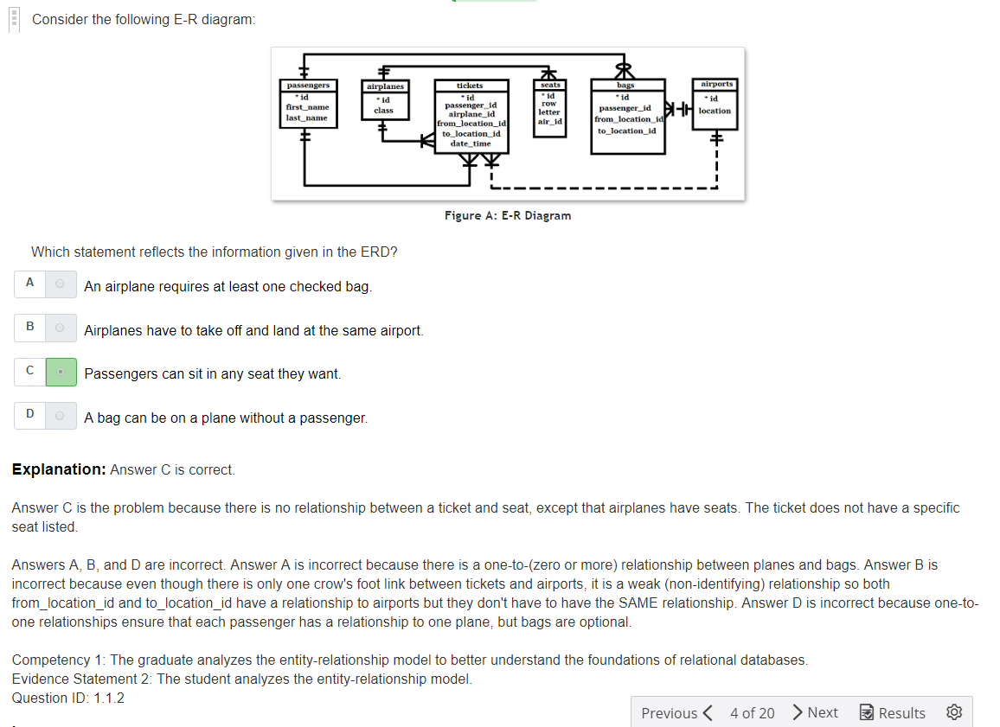 Consider the following E-R diagram:
passengers
* id
first_name
last_name
airplanes
* id
class
tickets
* id
passenger_id
airplane_id
from_location_id
to_location_id
date_time
seats
* id
row
letter
air_id
bags
* id
passenger_id
from_location_id
to_location_id
airports
* id
location
Figure A: E-R Diagram
Which statement reflects the information given in the ERD?
A An airplane requires at least one checked bag.
B Airplanes have to take off and land at the same airport.
C Passengers can sit in any seat they want.
D A bag can be on a plane without a passenger.
Explanation: Answer C is correct.
Answer C is the problem because there is no relationship between a ticket and seat, except that airplanes have seats. The ticket does not have a specific
seat listed.
Answers A, B, and D are incorrect. Answer A is incorrect because there is a one-to-(zero or more) relationship between planes and bags. Answer B is
incorrect because even though there is only one crow's foot link between tickets and airports, it is a weak (non-identifying) relationship so both
from_location_id and to_location_id have a relationship to airports but they don't have to have the SAME relationship. Answer D is incorrect because one-to-
one relationships ensure that each passenger has a relationship to one plane, but bags are optional.
Competency 1: The graduate analyzes the entity-relationship model to better understand the foundations of relational databases.
Evidence Statement 2: The student analyzes the entity-relationship model.
Question ID: 1.1.2
Previous 4 of 20 Next Results